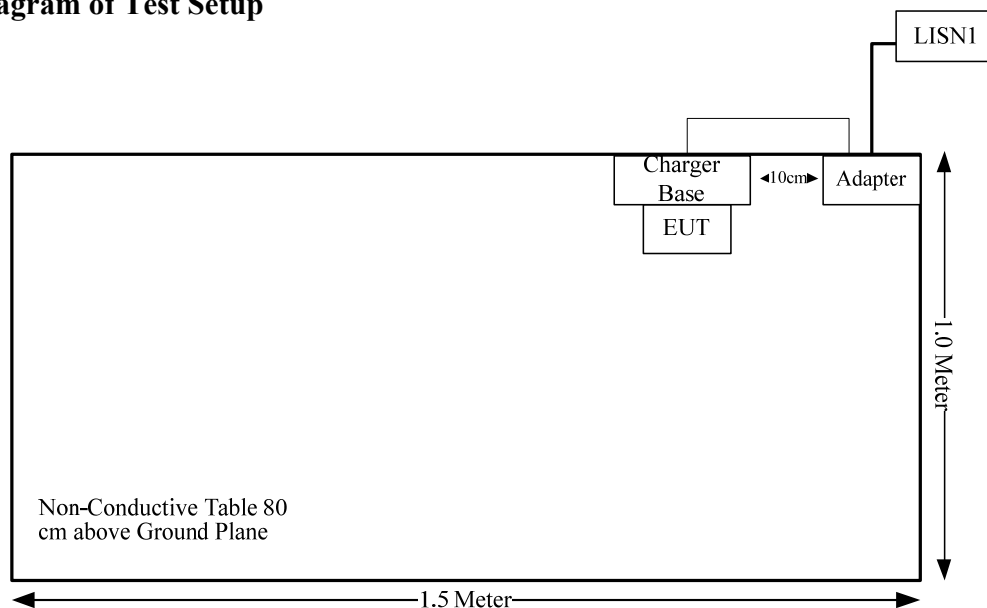 agram of Test Setup
LISN1
Charger
Base
10cm
Adapter
EUT
1.0 Meter
Non-Conductive Table 80
cm above Ground Plane
1.5 Meter